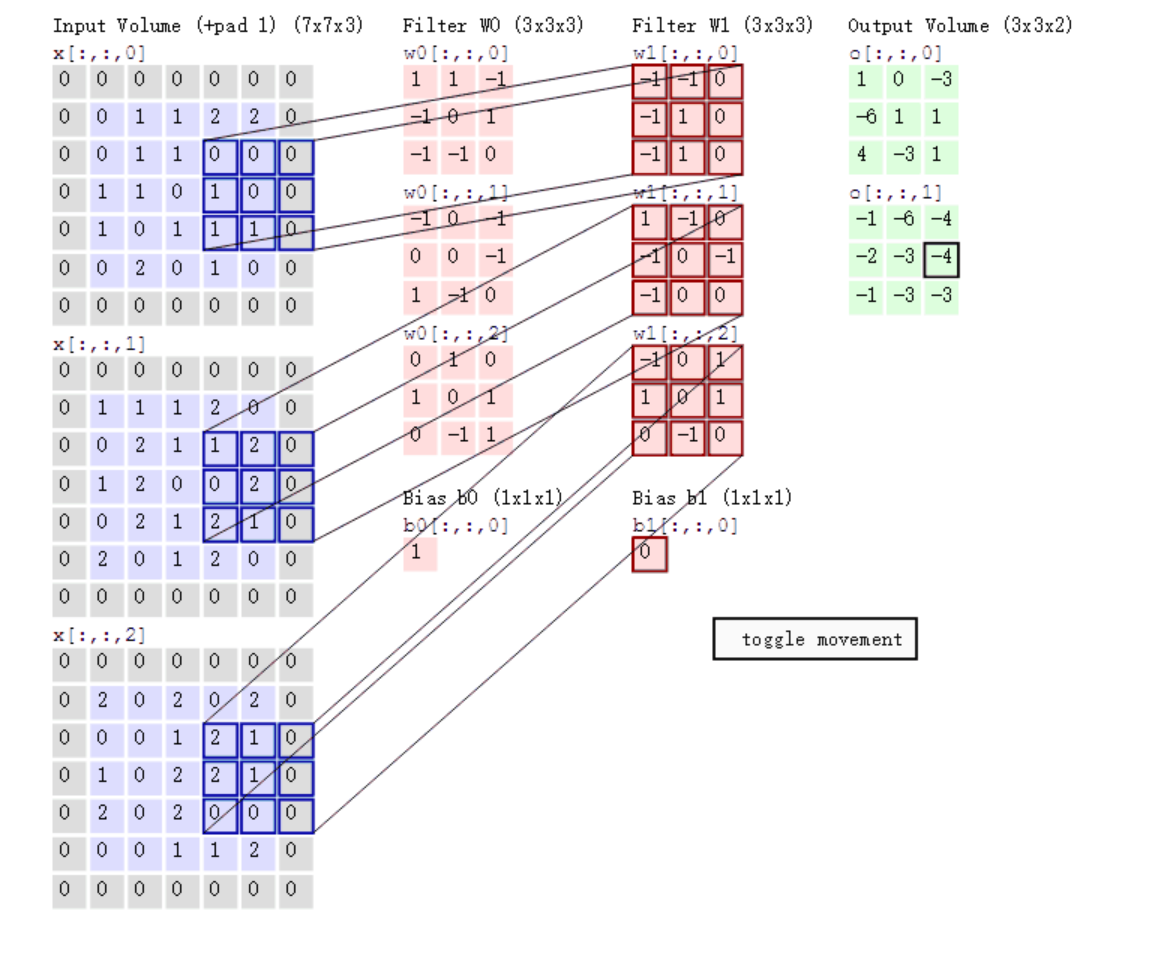 Input Volume (+pad 1) (7x7x3)
x[:,:,0]
0 0 0 0 0 0 0
0 0 1 1 2 2 0
0 0 1 1 0 0 0
0 1 1 0 1 0 0
0 1 0 1 1 1 0
0 0 2 0 1 0 0
0 0 0 0 0 0 0
x[:,:,1]
0 0 0 0 0 0 0
0 1 1 1 2 0 0
0 0 2 1 1 2 0
0 1 2 0 0 2 0
0 0 2 1 2 1 0
0 2 0 1 2 0 0
0 0 0 0 0 0 0
x[:,:,2]
0 0 0 0 0 0 0
0 2 0 2 0 2 0
0 0 0 1 2 1 0
0 1 0 2 2 1 0
0 2 0 2 0 0 0
0 0 0 1 1 2 0
0 0 0 0 0 0 0
Filter W0 (3x3x3)
w0[:,:,0]
1 1 -1
-1 0 1
-1 -1 0
w0[:,:,1]
-1 0 -1
0 0 -1
1 -1 0
w0[:,:,2]
0 1 0
1 0 1
0 -1 1
Bias b0 (1x1x1)
b0[:,:,0]
1
Filter W1 (3x3x3)
w1[:,:,0]
-1 -1 0
-1 1 0
-1 1 0
w1[:,:,1]
1 -1 0
-1 0 -1
-1 0 0
w1[:,:,2]
-1 0 1
1 0 1
0 -1 0
Bias b1 (1x1x1)
b1[:,:,0]
0
Output Volume (3x3x2)
o[:,:,0]
1 0 -3
-6 1 1
4 -3 1
o[:,:,1]
-1 -6 -4
-2 -3 -4
-1 -3 -3
toggle movement